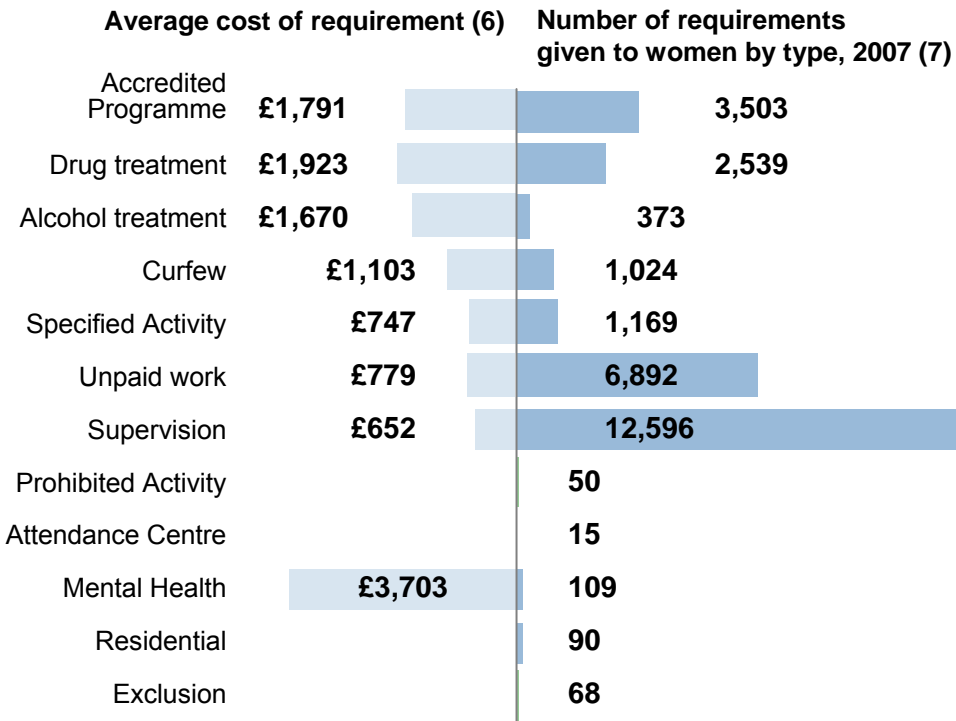 Average cost of requirement (6)
Number of requirements
given to women by type, 2007 (7)
Accredited
Programme £1,791 3,503
Drug treatment £1,923 2,539
Alcohol treatment £1,670 373
Curfew £1,103 1,024
Specified Activity £747 1,169
Unpaid work £779 6,892
Supervision £652 12,596
Prohibited Activity 50
Attendance Centre 15
Mental Health £3,703 109
Residential 90
Exclusion 68